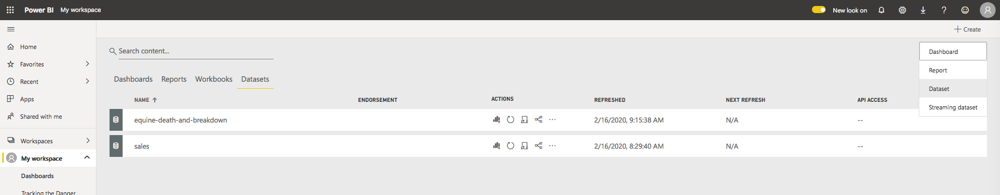 Power BI My workspace
New look on
Create
Home
Favorites
Recent
Apps
Shared with me
Workspaces
My workspace
Dashboards
Tracking the Danger...
Search content...
Dashboards Reports Workbooks Datasets
NAME ENDORSEMENT ACTIONS REFRESHED NEXT REFRESH API ACCESS
equine-death-and-breakdown 2/16/2020, 9:15:38 AM N/A --
sales 2/16/2020, 8:29:40 AM N/A --
Dashboard
Report
Dataset
Streaming dataset